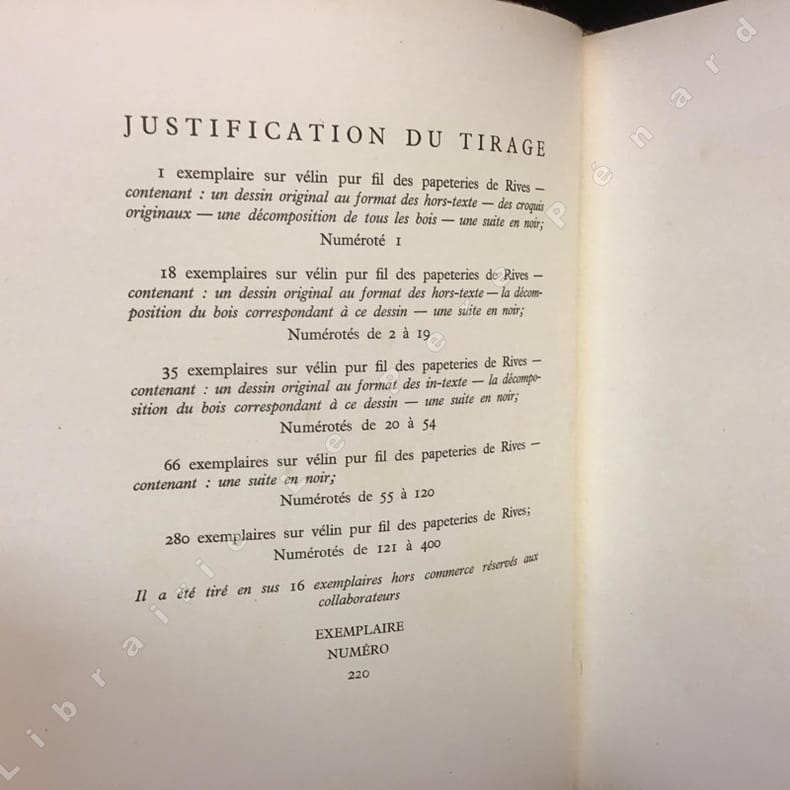 JUSTIFICATION DU TIRAGE
1 exemplaire sur vélin pur fil des papeteries de Rives —
contenant : un dessin original au format des hors-texte — des croquis
originaux — une décomposition de tous les bois — une suite en noir;
Numéroté 1
18 exemplaires sur vélin pur fil des papeteries de Rives —
contenant : un dessin original au format des hors-texte — la décom-
position du bois correspondant à ce dessin — une suite en noir;
Numérotés de 2 à 19
35 exemplaires sur vélin pur fil des papeteries de Rives —
contenant : un dessin original au format des in-texte — la décompo-
sition du bois correspondant à ce dessin — une suite en noir;
Numérotés de 20 à 54
66 exemplaires sur vélin pur fil des papeteries de Rives —
contenant : une suite en noir;
Numérotés de 55 à 120
280 exemplaires sur vélin pur fil des papeteries de Rives;
Numérotés de 121 à 400
Il a été tiré en sus 16 exemplaires hors commerce réservés aux
collaborateurs
EXEMPLAIRE
NUMÉRO
220
Librairie Le Père Pénard